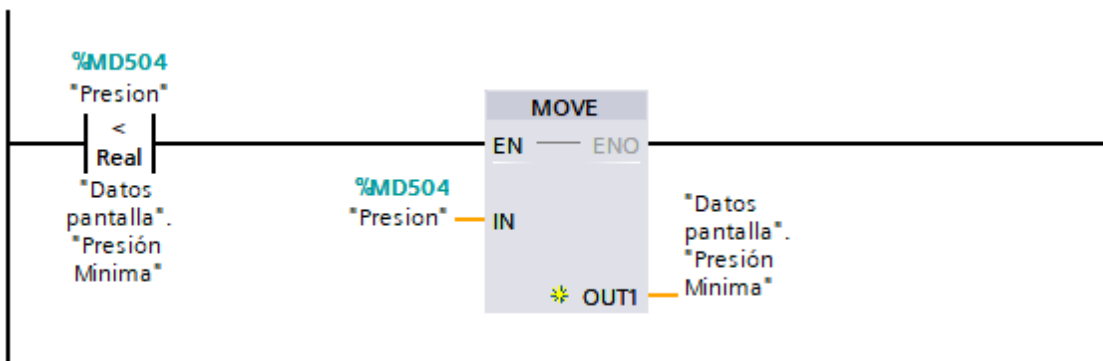 %MD504
"Presion"
<
Real
"Datos
pantalla".
"Presión
Minima"
MOVE
EN
ENO
%MD504
"Presion"
IN
OUT1
"Datos
pantalla".
"Presión
Minima"